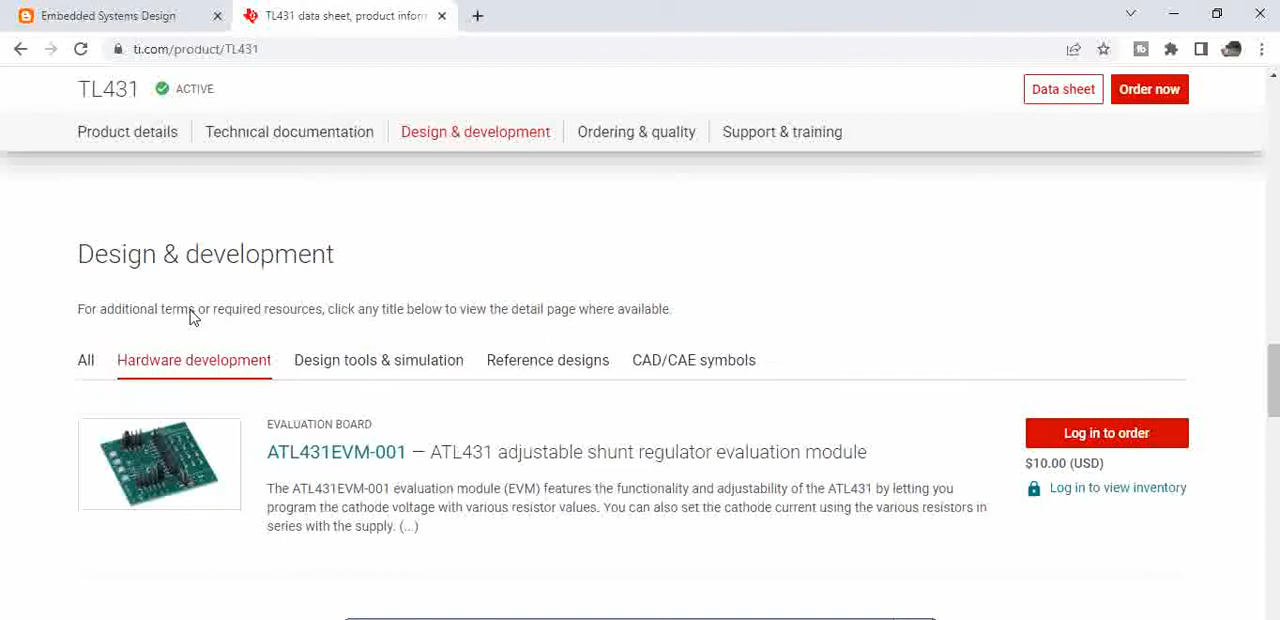 Embedded Systems Design
TL431 data sheet, product inforr
ti.com/product/TL431
TL431 ACTIVE
Data sheet Order now
Product details Technical documentation Design & development Ordering & quality Support & training
Design & development
For additional terms or required resources, click any title below to view the detail page where available.
All Hardware development Design tools & simulation Reference designs CAD/CAE symbols
EVALUATION BOARD
ATL431EVM-001 — ATL431 adjustable shunt regulator evaluation module
The ATL431EVM-001 evaluation module (EVM) features the functionality and adjustability of the ATL431 by letting you
program the cathode voltage with various resistor values. You can also set the cathode current using the various resistors in
series with the supply. (...)
Log in to order
$10.00 (USD)
Log in to view inventory